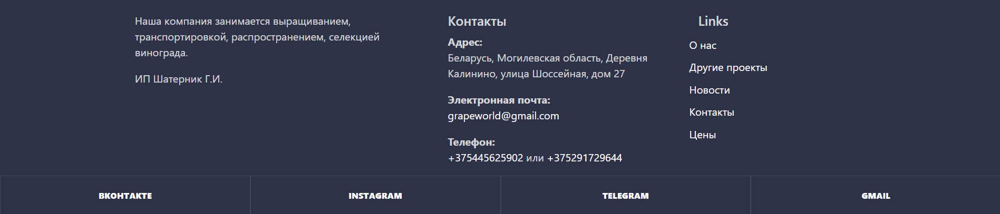 Наша компания занимается выращиванием,
транспортировкой, распространением, селекцией
винограда.
ИП Шатерник Г.И.
Контакты
Адрес:
Беларусь, Могилевская область, Деревня
Калинино, улица Шоссейная, дом 27
Электронная почта:
grapeworld@gmail.com
Телефон:
+375445625902 или +375291729644
Links
О нас
Другие проекты
Новости
Контакты
Цены
ВКОНТАКТЕ
INSTAGRAM
TELEGRAM
GMAIL